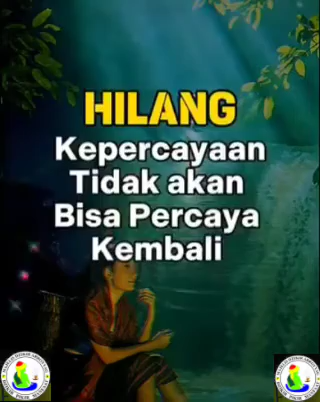 HILANG
Kepercayaan
Tidak akan
Bisa Percaya
Kembali